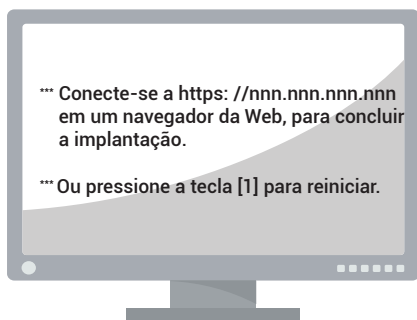 *** Conecte-se a https: //nnn.nnn.nnn.nnn
em um navegador da Web, para concluir
a implantação.
*** Ou pressione a tecla [1] para reiniciar.